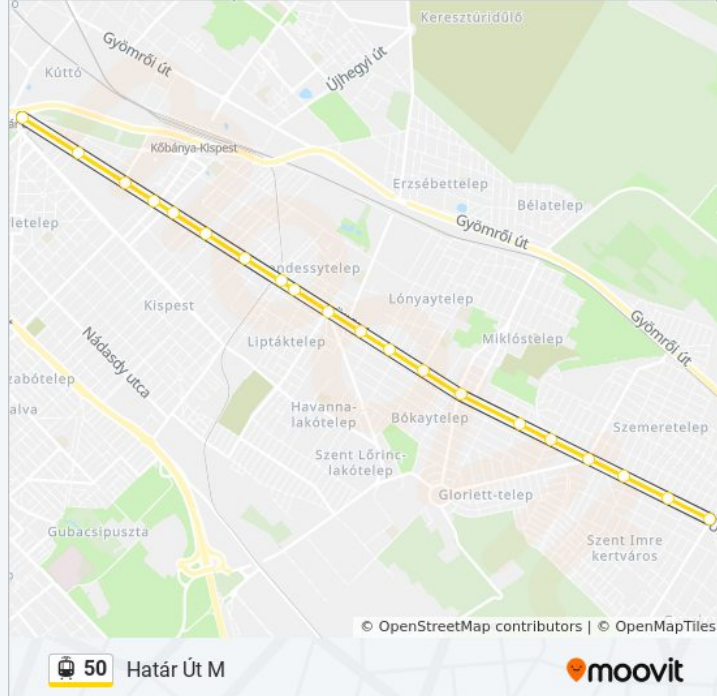 Keresztúridűlő
Gyömrői út
Újhegyi út
Kúttó
Kőbánya-Kispest
Erzsébettelep
Bélatelep
Gyömrői út
endessytelep
Kispest
Lónyaytelep
Gyömrői út
Miklóstelep
Liptáktelep
Nádasdy utca
zabótelep
alva
Havanna-
lakótelep
Bókaytelep
Szemeretelep
Szent Lőrinc-
lakótelep
Gloriett-telep
Gubacsipuszta
Szent Imre
kertváros
© OpenStreetMap contributors | © OpenMapTiles
50 Határ Út M
moovit